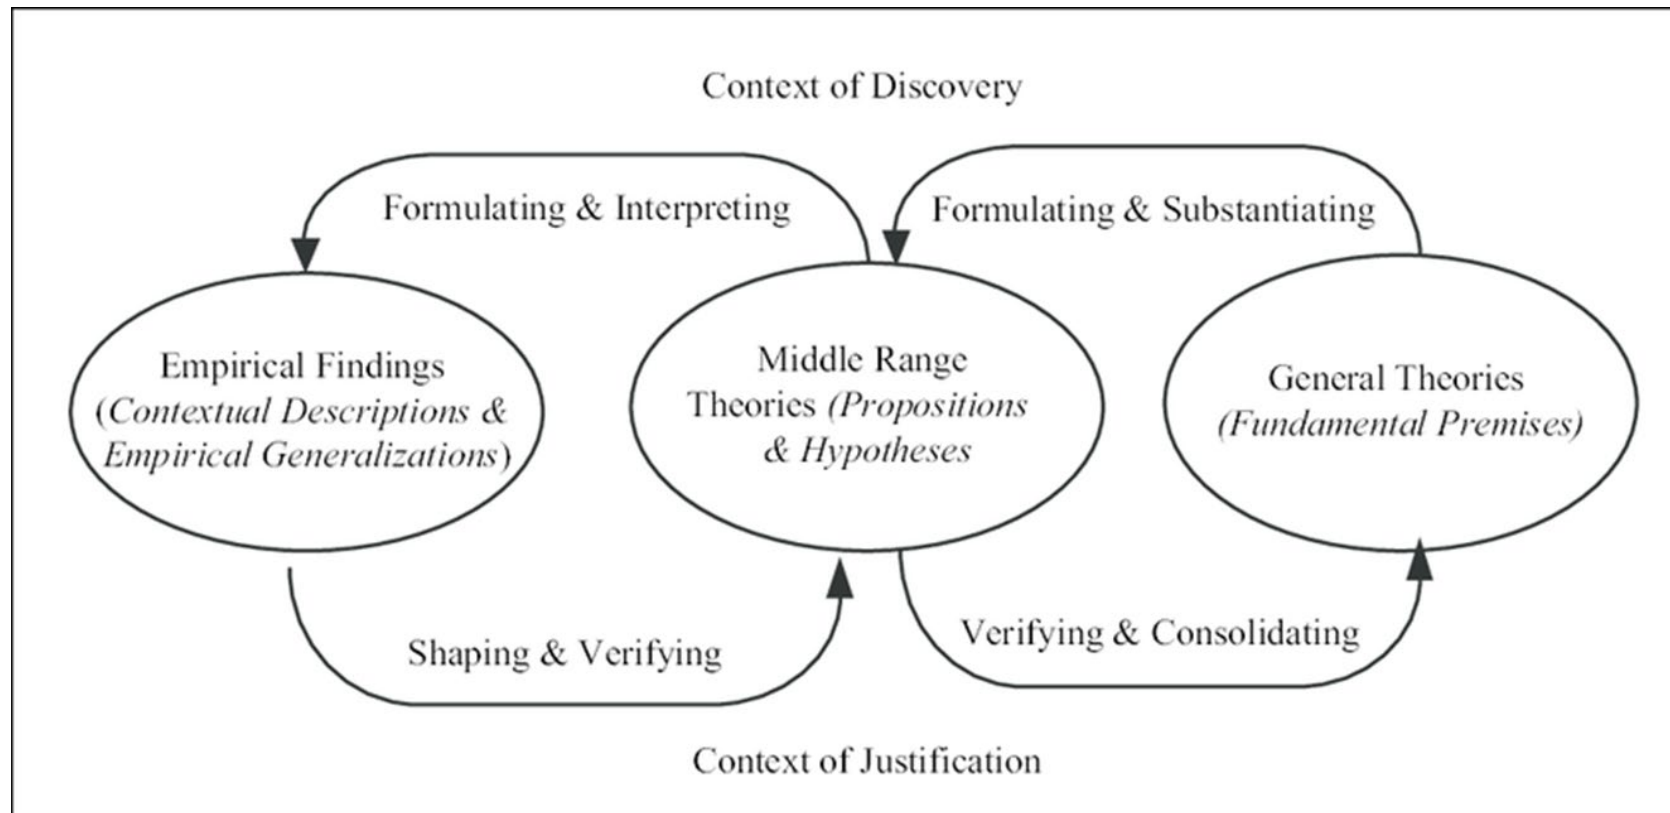 Context of Discovery
Formulating & Interpreting
Formulating & Substantiating
Empirical Findings
(Contextual Descriptions &
Empirical Generalizations)
Middle Range
Theories (Propositions
& Hypotheses
General Theories
(Fundamental Premises)
Shaping & Verifying
Verifying & Consolidating
Context of Justification